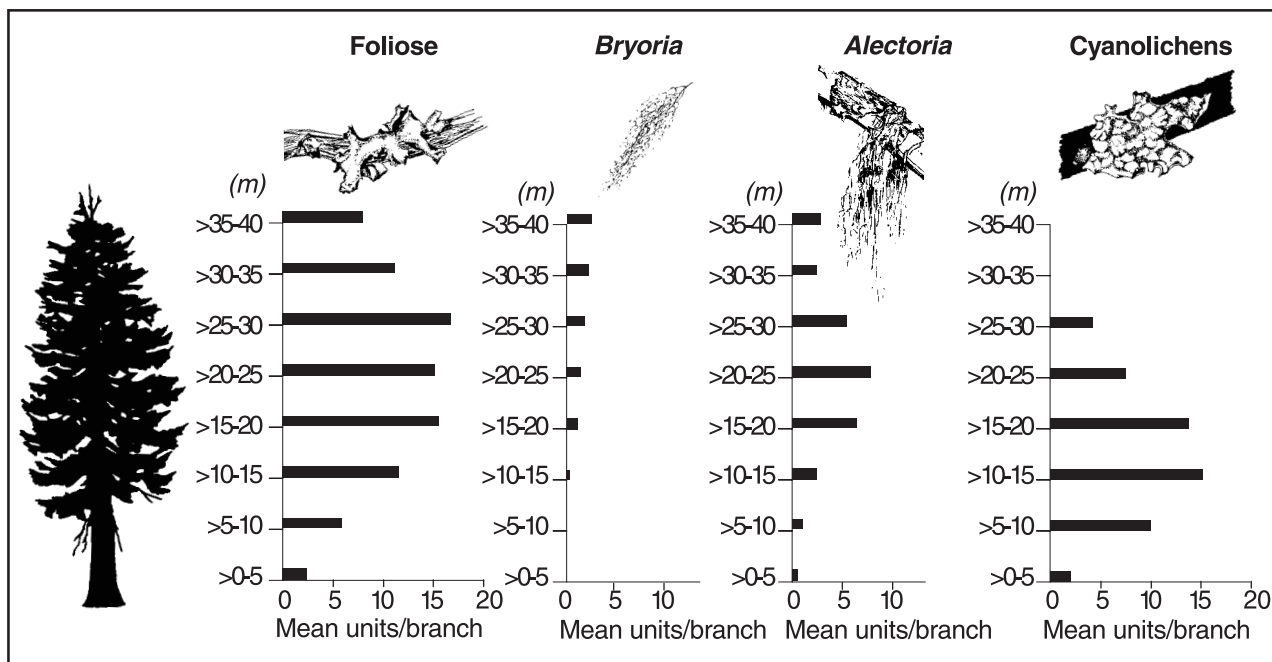 Foliose
Bryoria
Alectoria
Cyanolichens
(m)
>35-40
>30-35
>25-30
>20-25
>15-20
>10-15
>5-10
>0-5
0 5 10 15 20
Mean units/branch
(m)
>35-40
>30-35
>25-30
>20-25
>15-20
>10-15
>5-10
>0-5
0 5 10
Mean units/branch
(m)
>35-40
>30-35
>25-30
>20-25
>15-20
>10-15
>5-10
>0-5
0 5 10
Mean units/branch
(m)
>35-40
>30-35
>25-30
>20-25
>15-20
>10-15
>5-10
>0-5
0 5 10 15 20
Mean units/branch